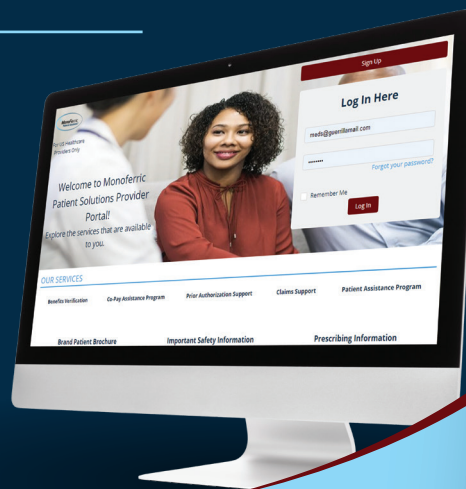 Sign Up
Monoferric
For US Healthcare
Providers Only
Welcome to Monoferric
Patient Solutions Provider
Portal!
Explore the services that are available
to you.
Log In Here
meds@guerrillamail.com
Forgot your password?
Remember Me
Log In
OUR SERVICES
Benefits Verification
Co-Pay Assistance Program
Prior Authorization Support
Claims Support
Patient Assistance Program
Brand Patient Brochure
Important Safety Information
Prescribing Information